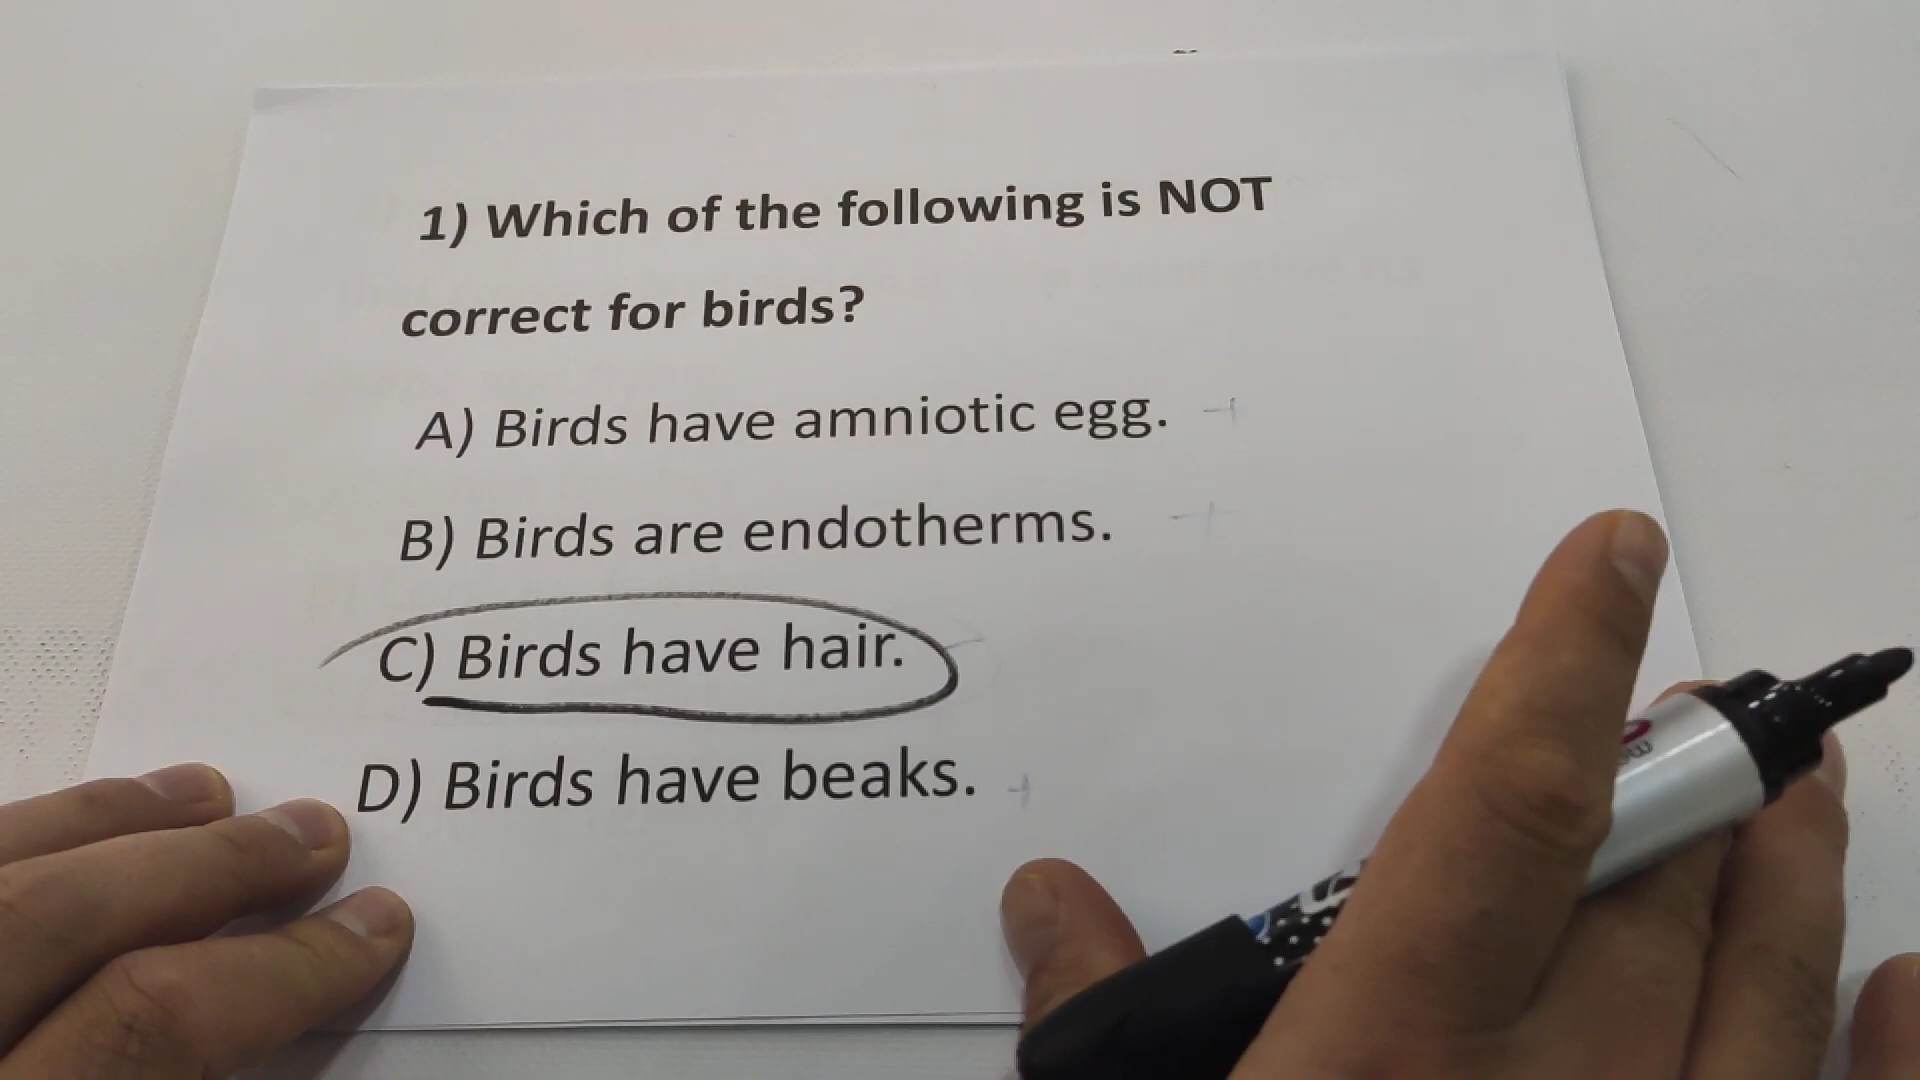 1) Which of the following is NOT
correct for birds?
A) Birds have amniotic egg.
B) Birds are endotherms.
C) Birds have hair.
D) Birds have beaks.